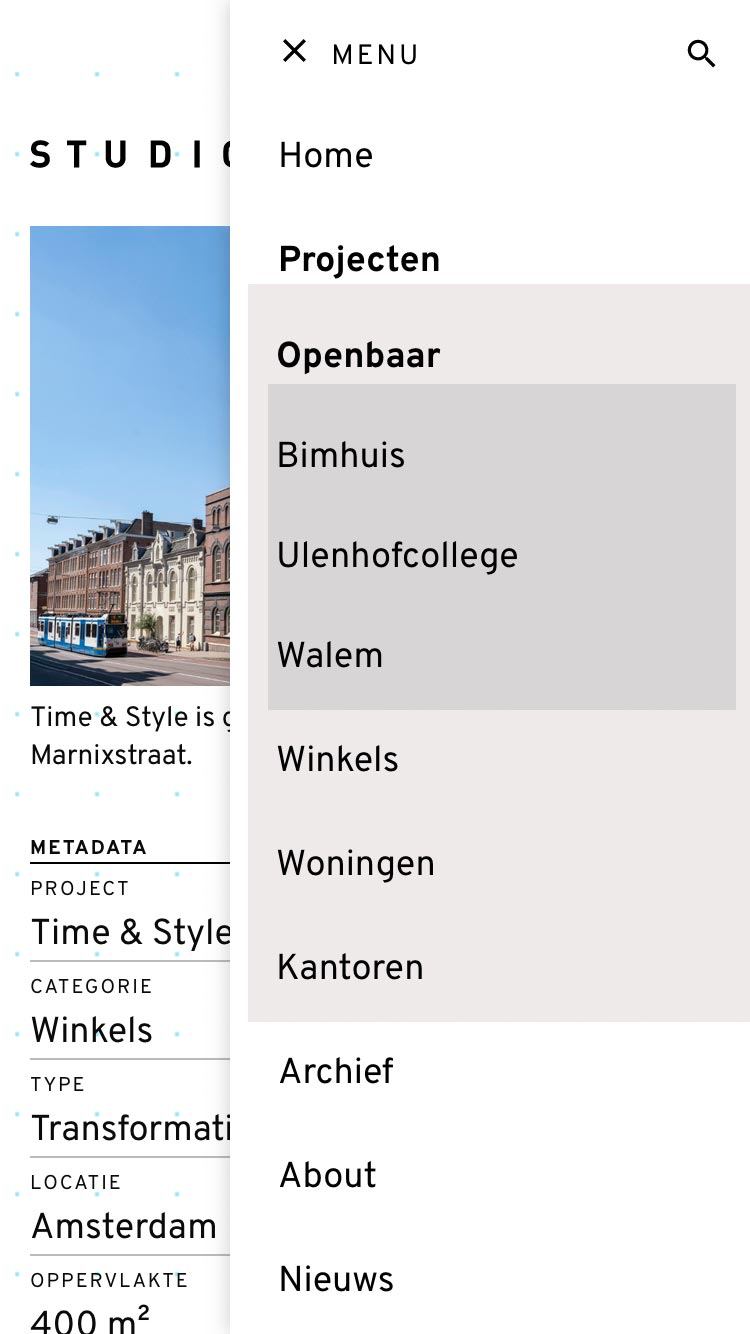 MENU
Home
Projecten
Openbaar
Bimhuis
Ulenhofcollege
Walem
Winkels
Woningen
Kantoren
Archief
About
Nieuws
STUDIO
Time & Style is
Marnixstraat.
METADATA
PROJECT
Time & Style
CATEGORIE
Winkels
TYPE
Transformati
LOCATIE
Amsterdam
OPPERVLAKTE
400 m²